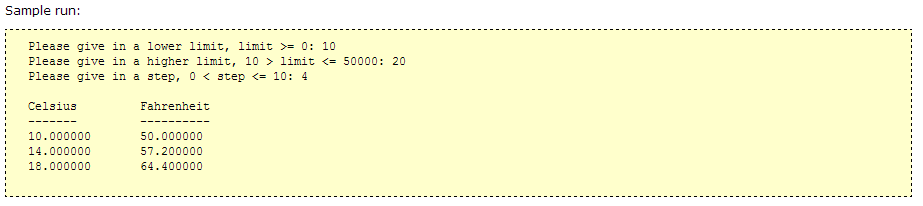 Sample run:
Please give in a lower limit, limit >= 0: 10
Please give in a higher limit, 10 > limit <= 50000: 20
Please give in a step, 0 < step <= 10: 4
Celsius Fahrenheit
------- ----------
10.000000 50.000000
14.000000 57.200000
18.000000 64.400000